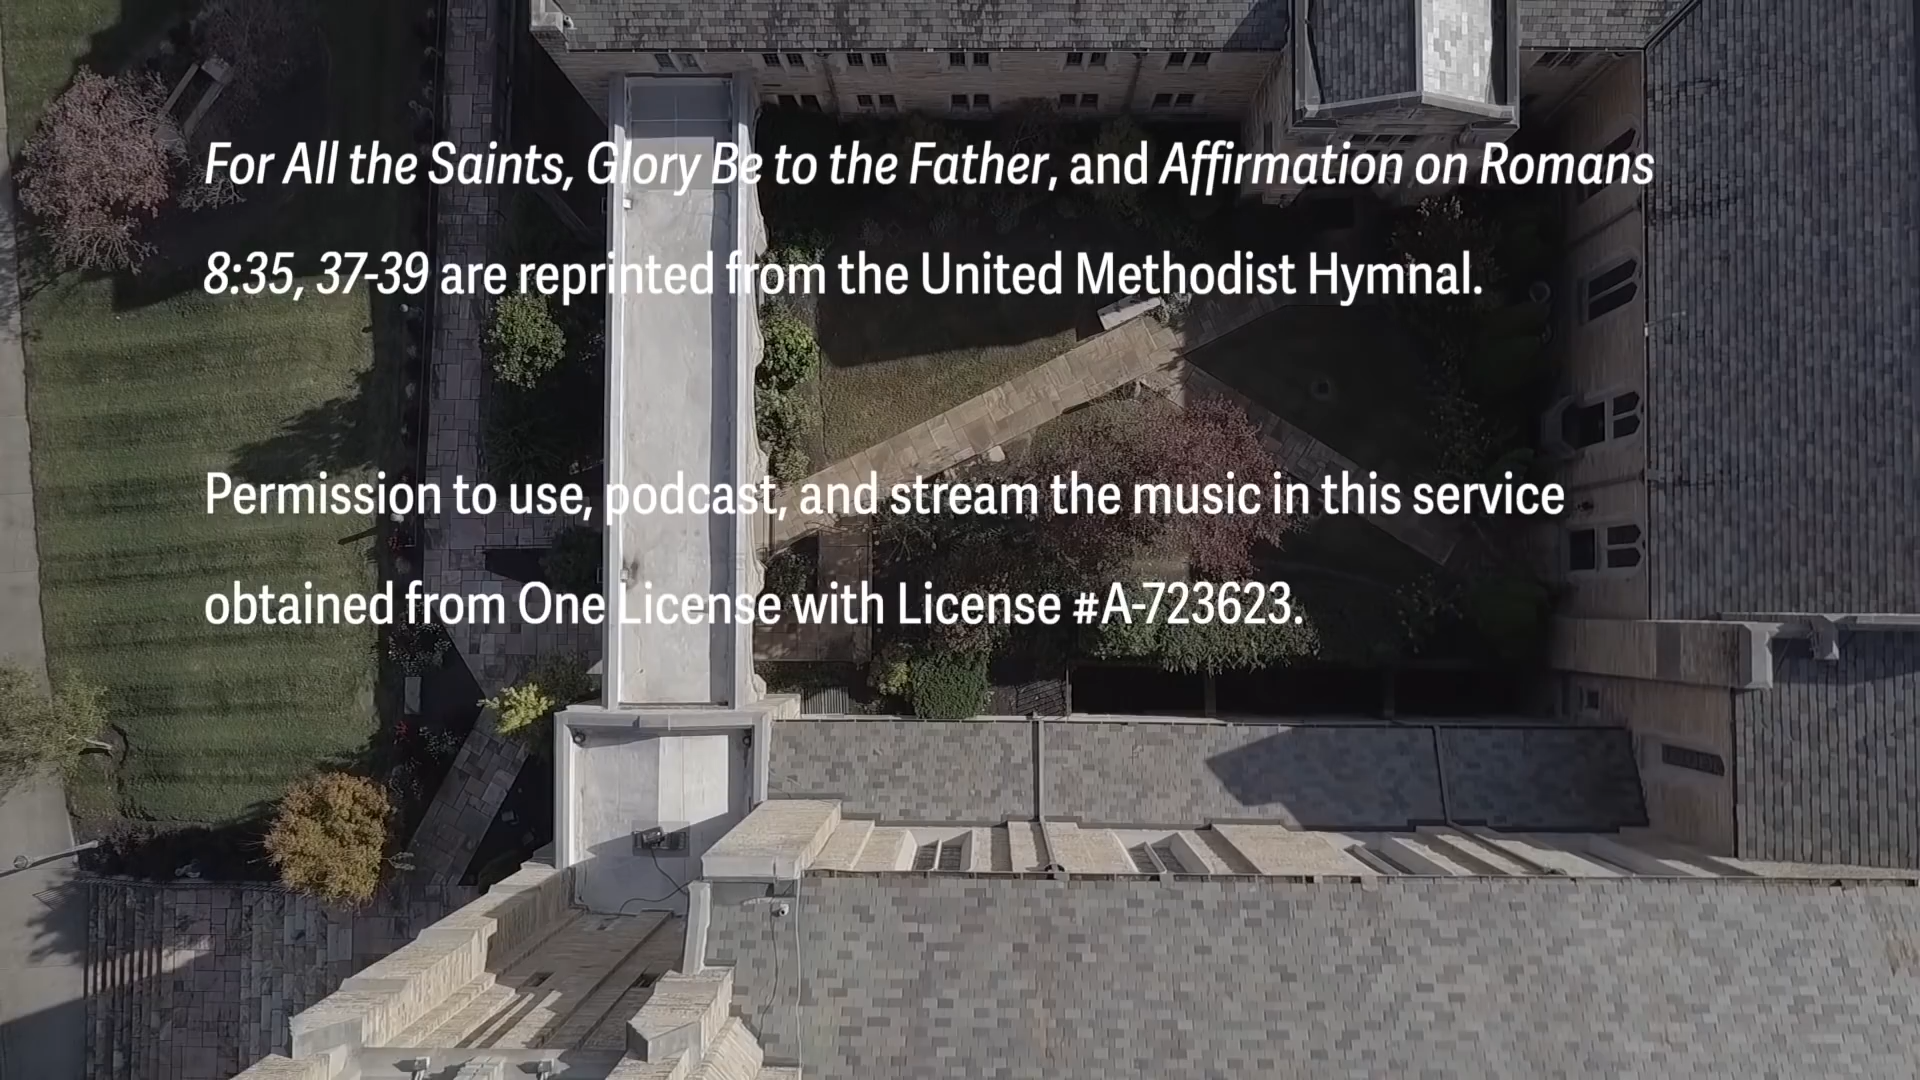 For All the Saints, Glory Be to the Father, and Affirmation on Romans
8:35, 37-39 are reprinted from the United Methodist Hymnal.
Permission to use, podcast, and stream the music in this service
obtained from One License with License #A-723623.